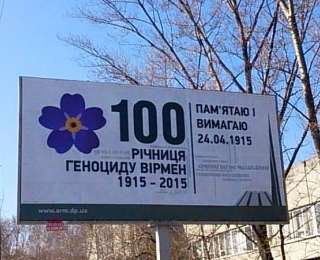 100
РІЧНИЦЯ
ГЕНОЦИДУ ВІРМЕН
1915 - 2015
ПАМ'ЯТАЮ І
ВИМАГАЮ
24.04.1915
www.arm.dp.ua